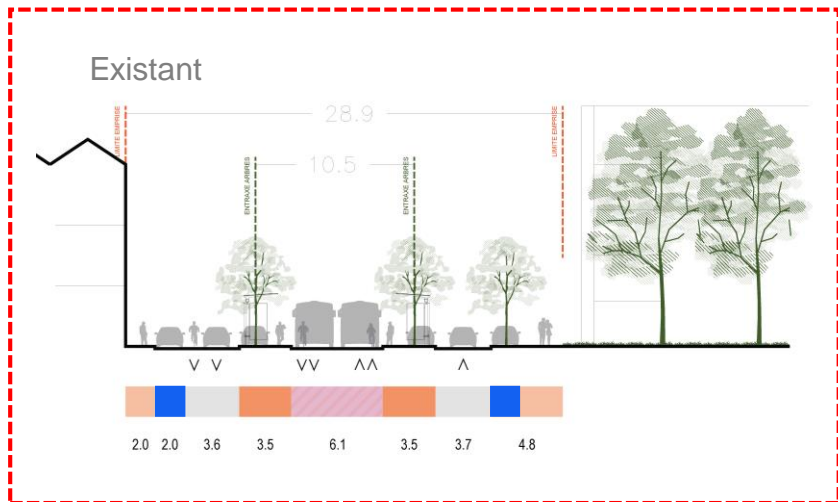 Existant
28.9
LIMITE EMPRISE
LIMITE EMPRISE
10.5
ENTRAXE ARBRES
ENTRAXE ARBRES
2.0 2.0 3.6 3.5 6.1 3.5 3.7 4.8